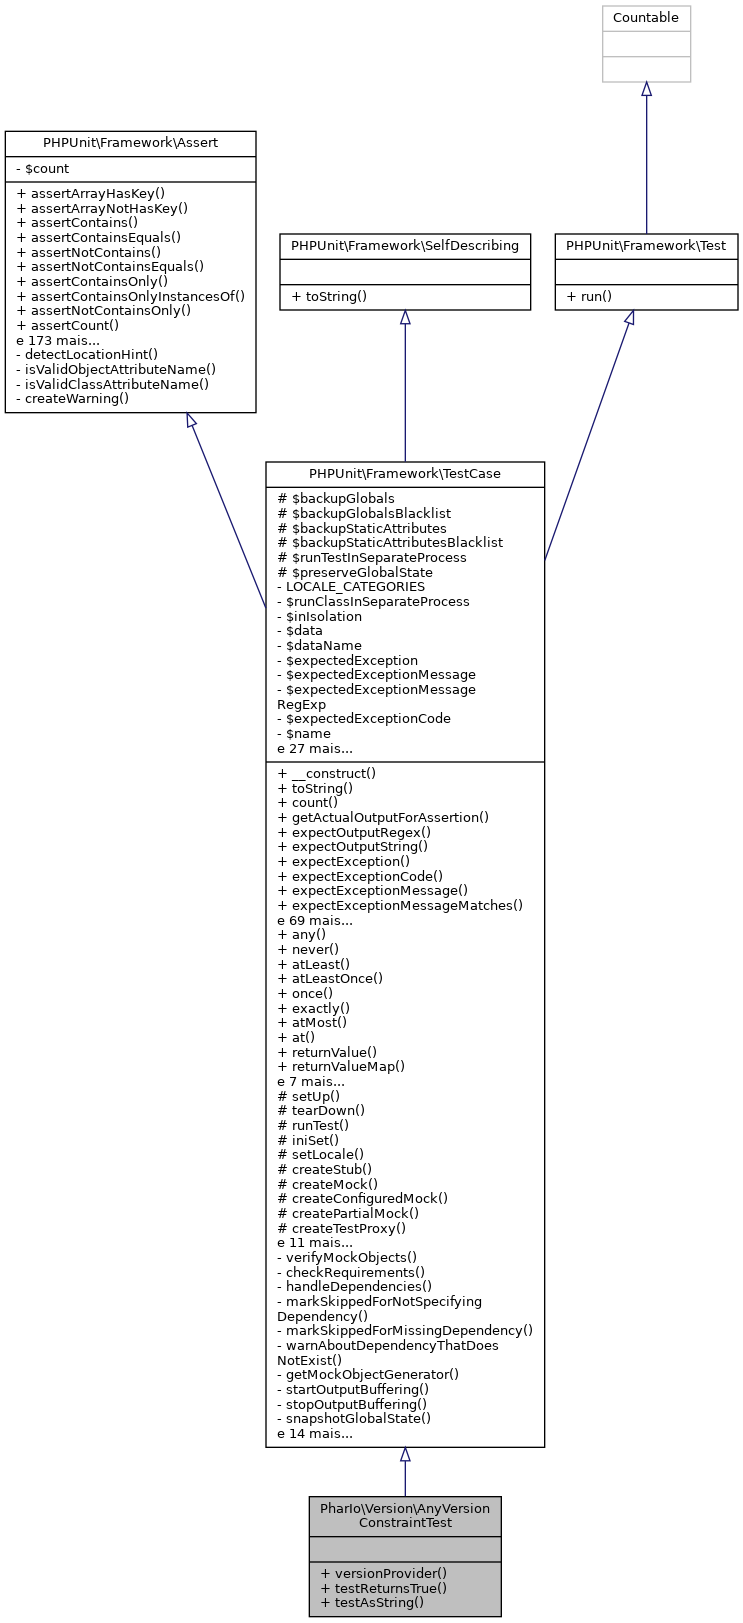 Countable
PHPUnit\Framework\Assert
- $count
+ assertArrayHasKey()
+ assertArrayNotHasKey()
+ assertContains()
+ assertContainsEquals()
+ assertNotContains()
+ assertNotContainsEquals()
+ assertContainsOnly()
+ assertContainsOnlyInstancesOf()
+ assertNotContainsOnly()
+ assertCount()
e 173 mais...
- detectLocationHint()
- isValidObjectAttributeName()
- isValidClassAttributeName()
- createWarning()
PHPUnit\Framework\SelfDescribing
+ toString()
PHPUnit\Framework\Test
+ run()
PHPUnit\Framework\TestCase
# $backupGlobals
# $backupGlobalsBlacklist
# $backupStaticAttributes
# $backupStaticAttributesBlacklist
# $runTestInSeparateProcess
# $preserveGlobalState
- LOCALE_CATEGORIES
- $runClassInSeparateProcess
- $inIsolation
- $data
- $dataName
- $expectedException
- $expectedExceptionMessage
- $expectedExceptionMessage
RegExp
- $expectedExceptionCode
- $name
e 27 mais...
+ __construct()
+ toString()
+ count()
+ getActualOutputForAssertion()
+ expectOutputRegex()
+ expectOutputString()
+ expectException()
+ expectExceptionCode()
+ expectExceptionMessage()
+ expectExceptionMessageMatches()
e 69 mais...
+ any()
+ never()
+ atLeast()
+ atLeastOnce()
+ once()
+ exactly()
+ atMost()
+ at()
+ returnValue()
+ returnValueMap()
e 7 mais...
# setUp()
# tearDown()
# runTest()
# iniSet()
# setLocale()
# createStub()
# createMock()
# createConfiguredMock()
# createPartialMock()
# createTestProxy()
e 11 mais...
- verifyMockObjects()
- checkRequirements()
- handleDependencies()
- markSkippedForNotSpecifying
Dependency()
- markSkippedForMissingDependency()
- warnAboutDependencyThatDoes
NotExist()
- getMockObjectGenerator()
- startOutputBuffering()
- stopOutputBuffering()
- snapshotGlobalState()
e 14 mais...
PharIo\Version\AnyVersion
ConstraintTest
+ versionProvider()
+ testReturnsTrue()
+ testAsString()